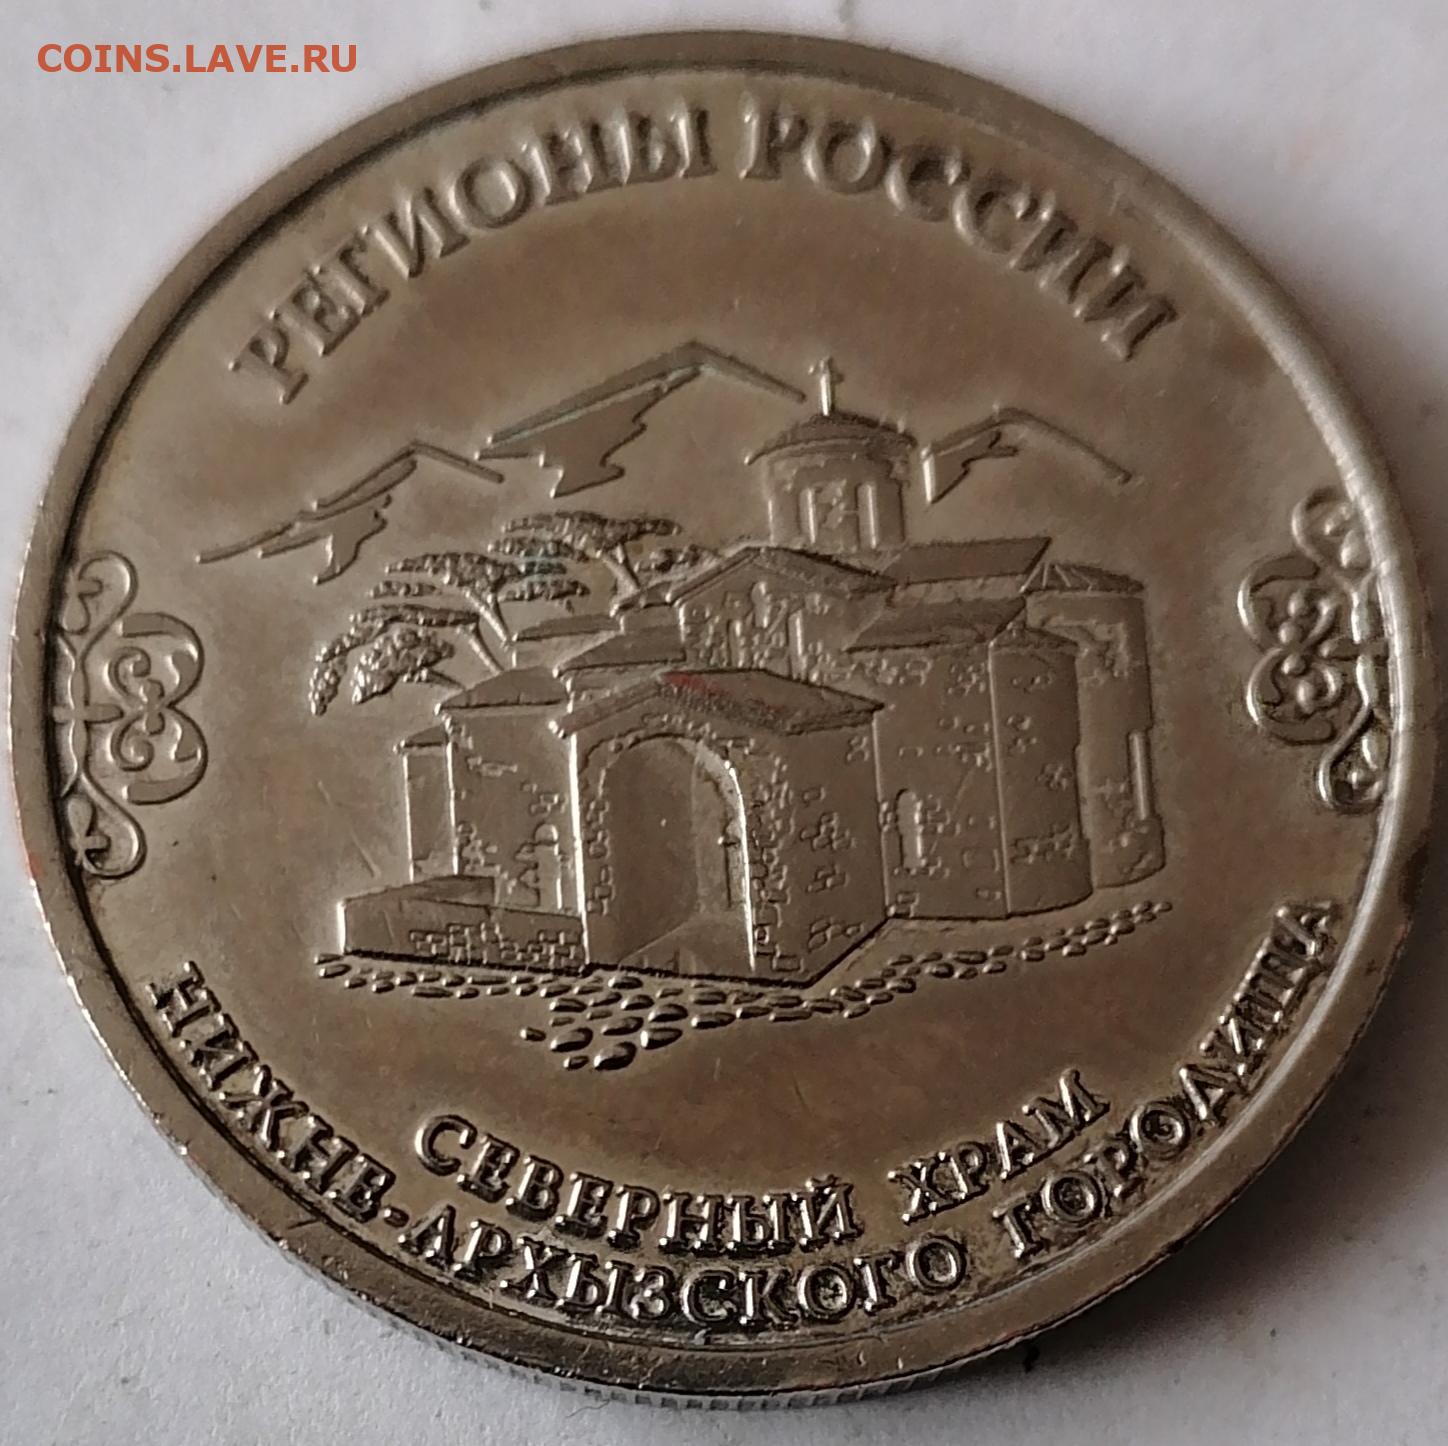 COINS.LAVE.RU
РЕГИОНЫ РОССИИ
СЕВЕРНЫЙ ХРАМ
НИЖНЕ-АРХЫЗСКОГО ГОРОДИЩА